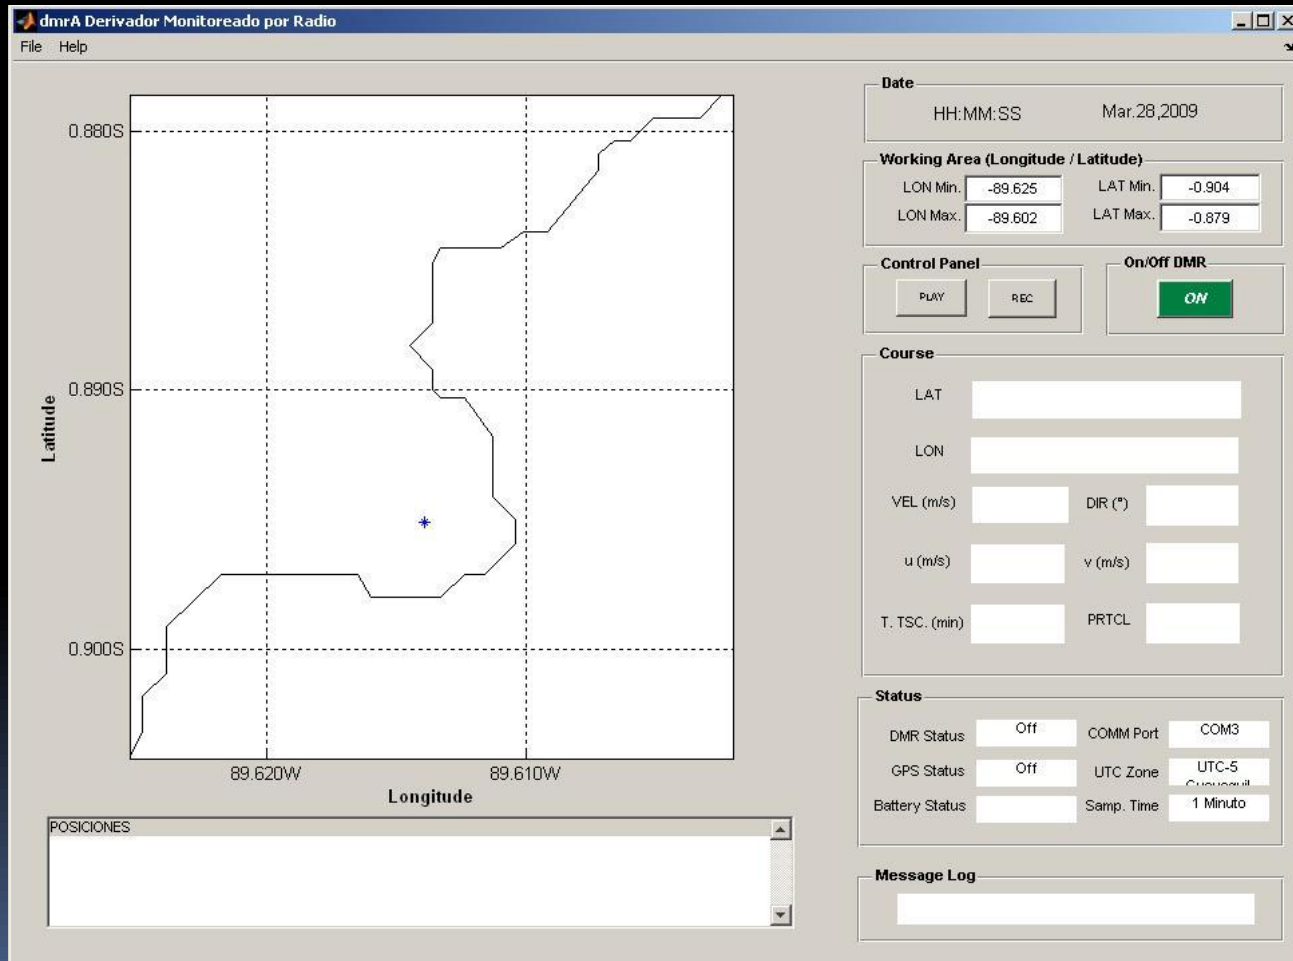 dmrA Derivador Monitoreado por Radio
File Help
0.880S
0.890S
0.900S
Latitude
89.620W 89.610W
Longitude
POSICIONES
Date
HH:MM:SS Mar.28,2009
Working Area (Longitude / Latitude)
LON Min. -89.625 LAT Min. -0.904
LON Max. -89.602 LAT Max. -0.879
Control Panel On/Off DMR
PLAY REC ON
Course
LAT
LON
VEL (m/s) DIR (°)
u (m/s) v (m/s)
T. TSC. (min) PRTCL
Status
DMR Status Off COMM Port COM3
GPS Status Off UTC Zone UTC-5
Battery Status Samp. Time 1 Minuto
Message Log